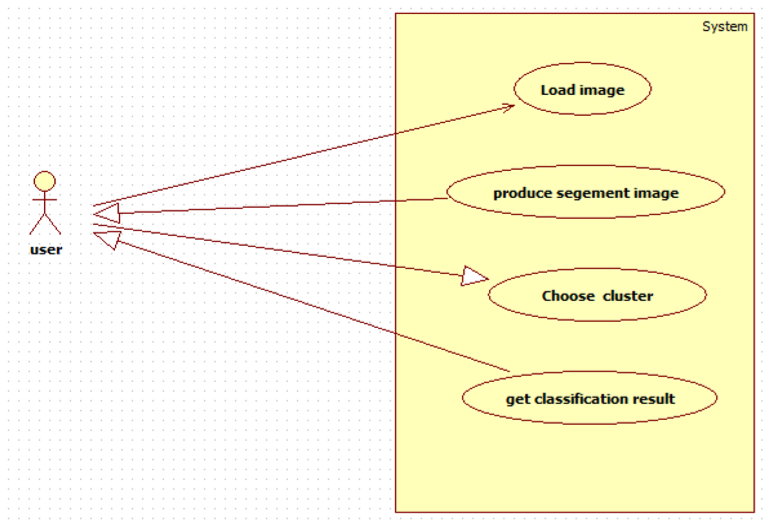 System
Load image
produce segement image
user
Choose  cluster
get classification result